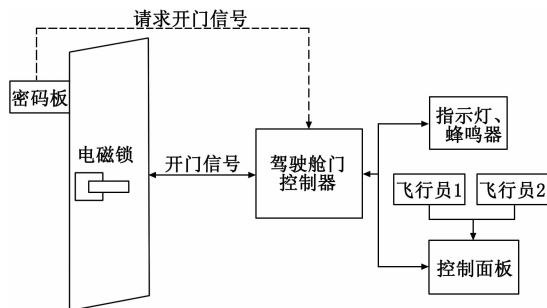 请求开门信号
密码板
电磁锁
开门信号
驾驶舱门
控制器
指示灯、
蜂鸣器
飞行员1
飞行员2
控制面板